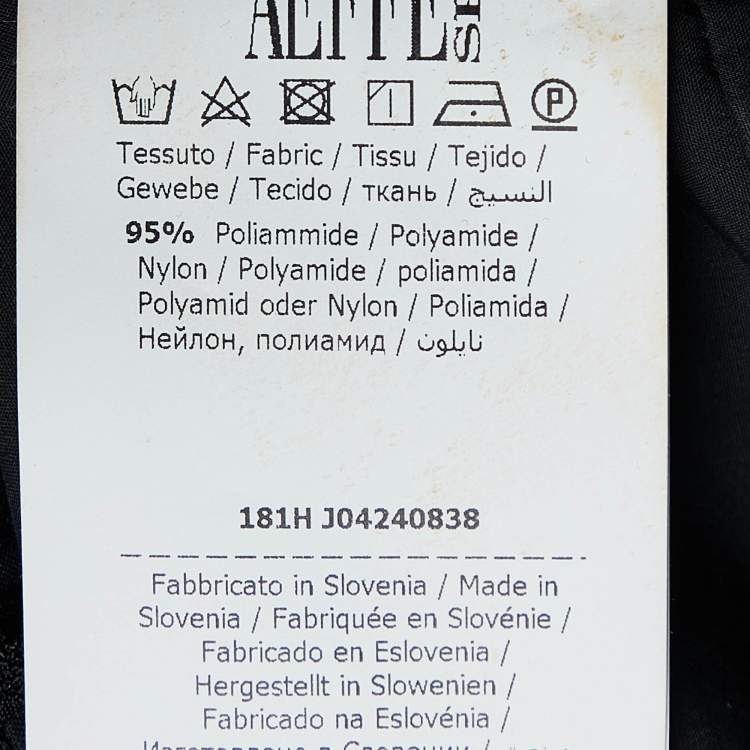 Tessuto / Fabric / Tissu / Tejido /
Gewebe / Tecido / ткань / النسيج
95% Poliammide / Polyamide /
Nylon / Polyamide / poliamida /
Polyamid oder Nylon / Poliamida /
Нейлон, полиамид / نايلون
181H J04240838
Fabbricato in Slovenia / Made in
Slovenia / Fabriquée en Slovénie /
Fabricado en Eslovenia /
Hergestellt in Slowenien /
Fabricado na Eslovénia /